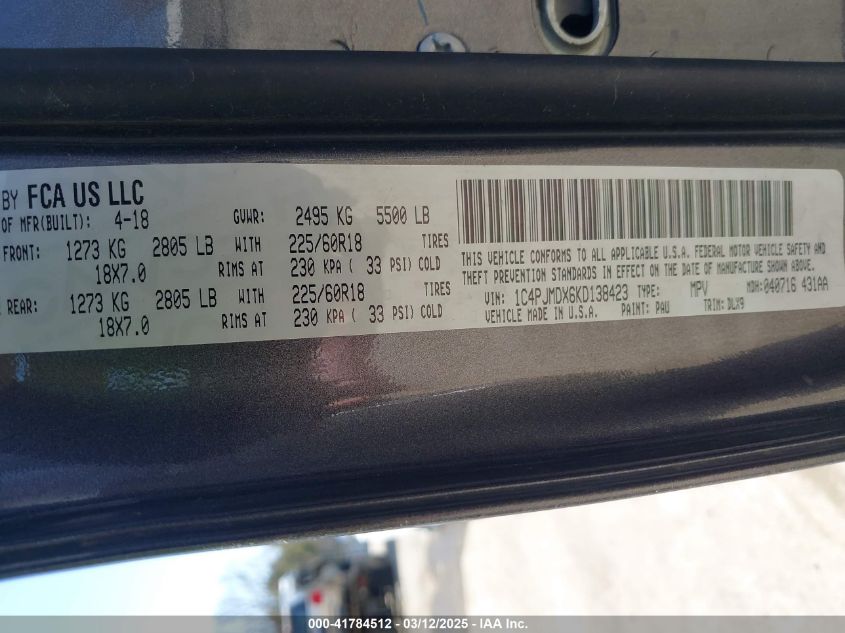 BY FCA US LLC
OF MFR(BUILT): 4-18 GVWR: 2495 KG 5500 LB
FRONT: 1273 KG 2805 LB WITH 225/60R18 TIRES
18X7.0 RIMS AT 230 KPA ( 33 PSI) COLD
REAR: 1273 KG 2805 LB WITH 225/60R18 TIRES
18X7.0 RIMS AT 230 KPA ( 33 PSI) COLD
THIS VEHICLE CONFORMS TO ALL APPLICABLE U.S.A. FEDERAL MOTOR VEHICLE SAFETY AND
THEFT PREVENTION STANDARDS IN EFFECT ON THE DATE OF MANUFACTURE SHOWN ABOVE.
VIN: 1C4PJMDX6KD138423 TYPE: MPV MDH: 040716 431AA
VEHICLE MADE IN U.S.A. PAINT: PAU TRIM: DLX9
000-41784512 - 03/12/2025 - IAA Inc.